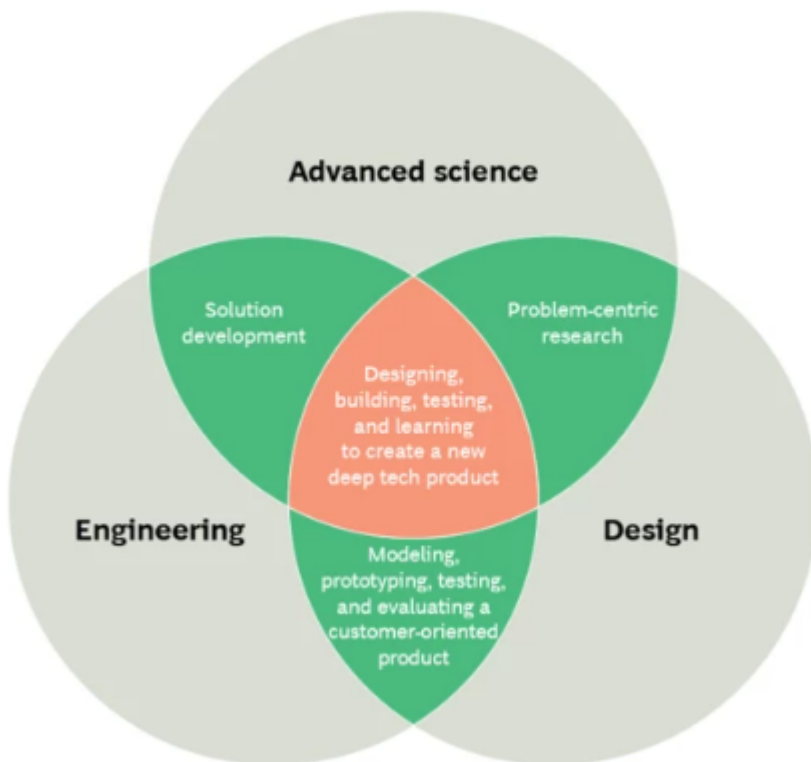 Advanced science
Solution
development
Problem-centric
research
Designing,
building, testing,
and learning
to create a new
deep tech product
Engineering
Design
Modeling,
prototyping, testing,
and evaluating a
customer-oriented
product